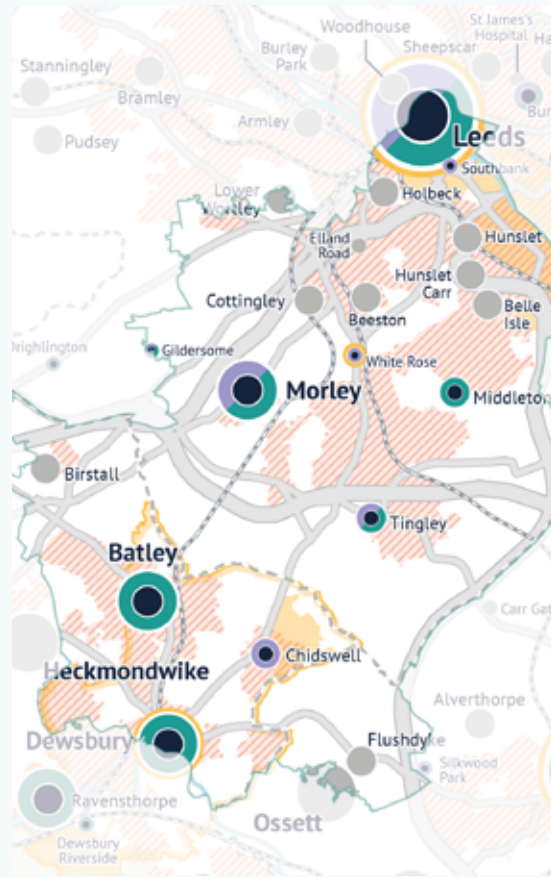 Woodhouse
St James's
Hospital
Burley
Park
Sheepscar
Stanningley
Bramley
Armley
Leeds
Pudsey
Southbank
Lower
Wortley
Holbeck
Elland
Road
Hunslet
Hunslet
Carr
Cottingley
Beeston
Belle
Isle
Drighlington
Gildersome
White Rose
Morley
Middleton
Birstall
Tingley
Batley
Carr Gat
Chidswell
Heckmondwike
Alverthorpe
Dewsbury
Flushdyke
Silkwood
Park
Ravensthorpe
Ossett
Dewsbury
Riverside